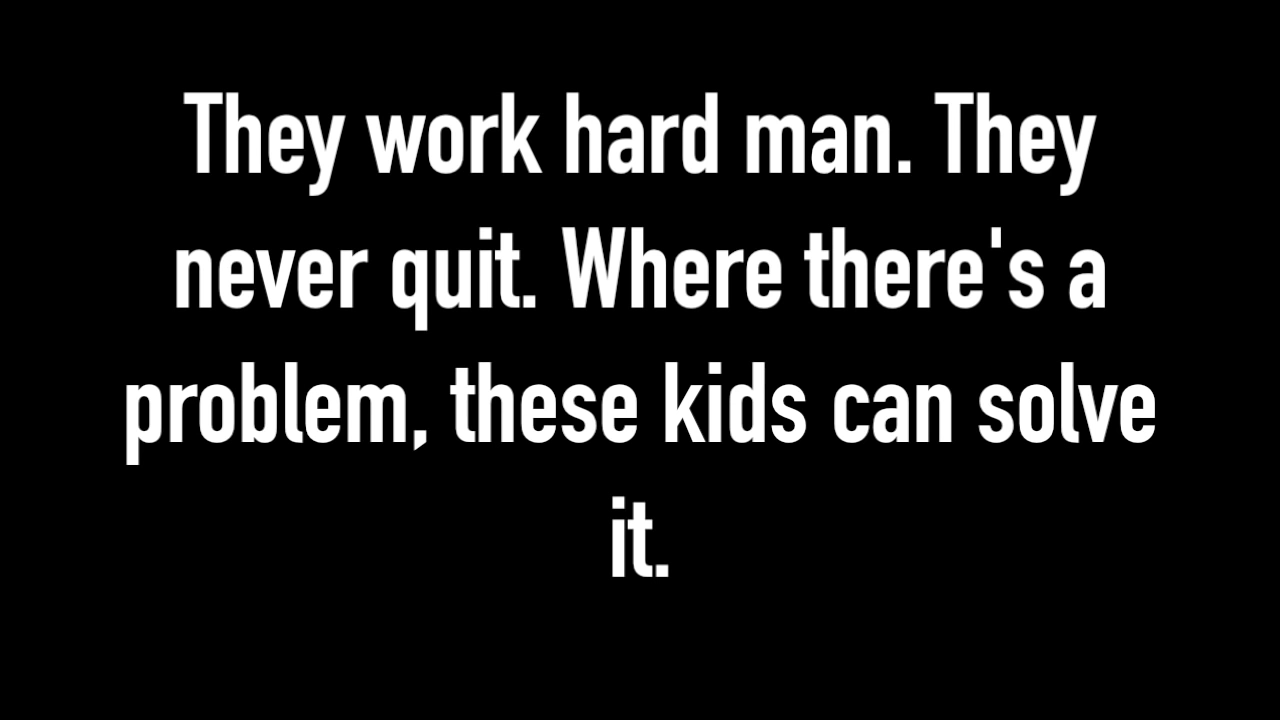 They work hard man. They
never quit. Where there's a
problem, these kids can solve
it.